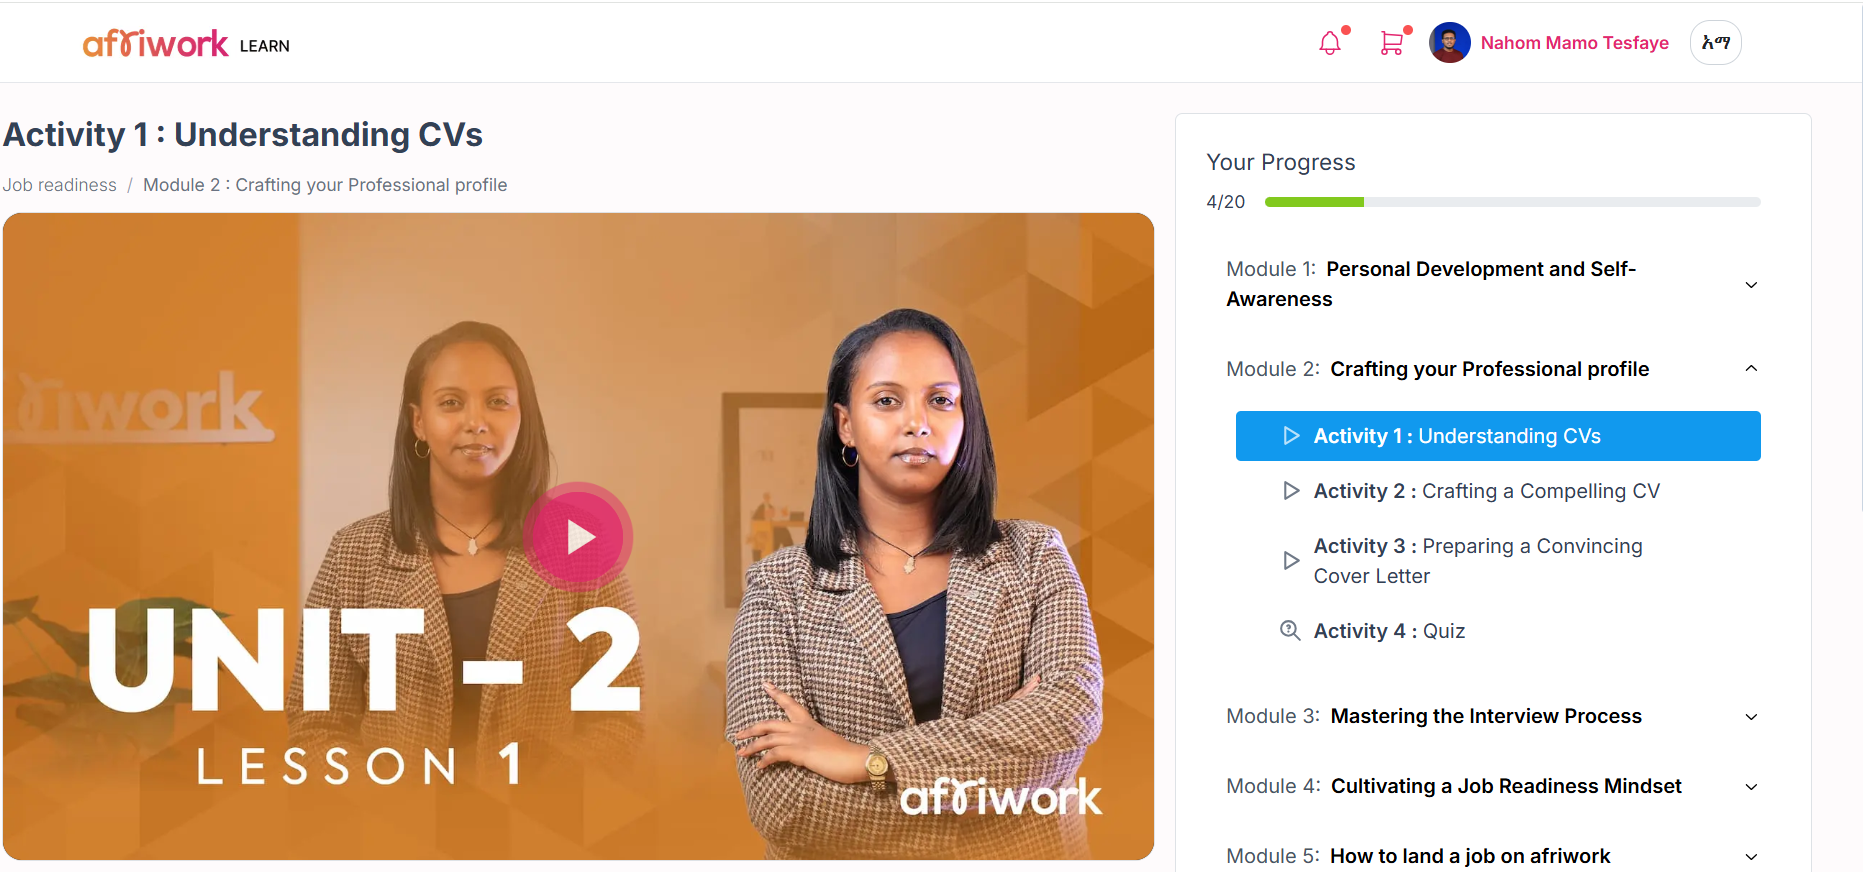 afriwork LEARN
Nahom Mamo Tesfaye
አማ
Activity 1 : Understanding CVs
Job readiness / Module 2 : Crafting your Professional profile
afriwork
UNIT - 2
LESSON 1
afriwork
Your Progress
4/20
Module 1: Personal Development and Self-
Awareness
Module 2: Crafting your Professional profile
Activity 1 : Understanding CVs
Activity 2 : Crafting a Compelling CV
Activity 3 : Preparing a Convincing
Cover Letter
Activity 4 : Quiz
Module 3: Mastering the Interview Process
Module 4: Cultivating a Job Readiness Mindset
Module 5: How to land a job on afriwork